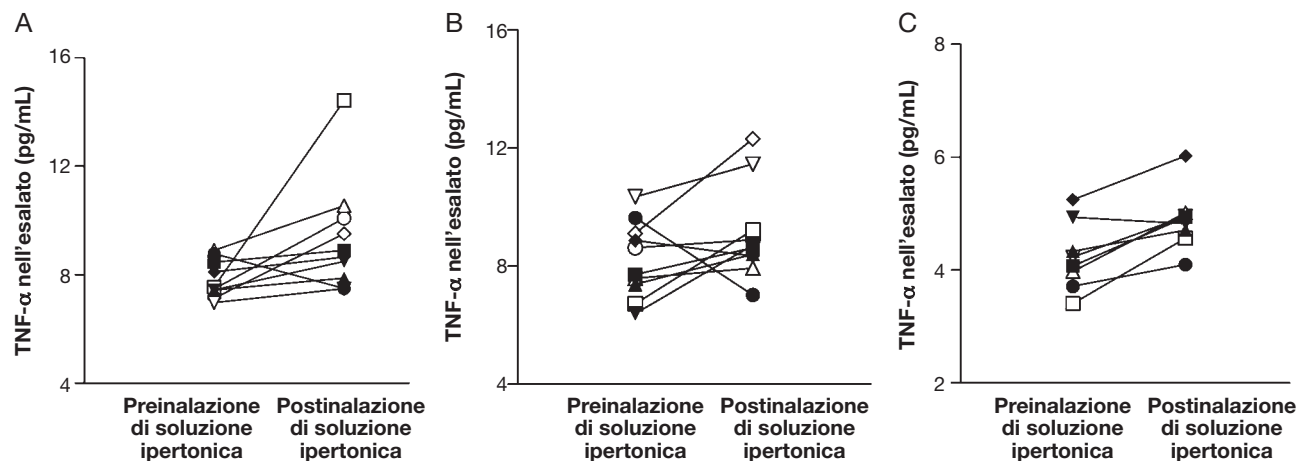 A
TNF-α nell'esalato (pg/mL)
16
12
8
4
Preinalazione
di soluzione
ipertonica
Postinalazione
di soluzione
ipertonica
B
TNF-α nell'esalato (pg/mL)
16
12
8
4
Preinalazione
di soluzione
ipertonica
Postinalazione
di soluzione
ipertonica
C
TNF-α nell'esalato (pg/mL)
8
6
4
2
Preinalazione
di soluzione
ipertonica
Postinalazione
di soluzione
ipertonica